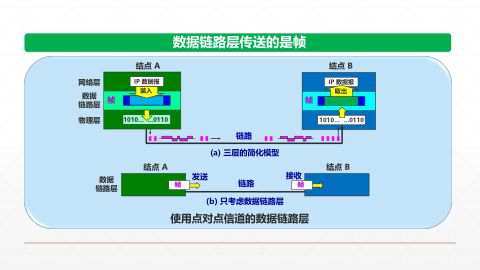 数据链路层传送的是帧
结点 A
结点 B
网络层
IP 数据报
IP 数据报
装入
取出
数据
链路层
帧
帧
物理层
1010… …0110
1010… …0110
链路
(a) 三层的简化模型
结点 A
结点 B
数据
链路层
发送
接收
帧
链路
帧
(b) 只考虑数据链路层
使用点对点信道的数据链路层